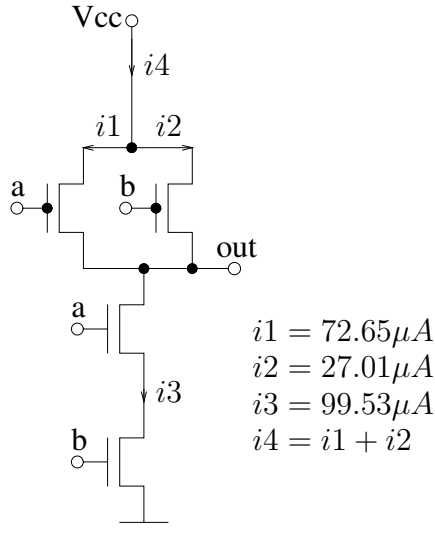 Vcc
i4
i1 i2
a
b
out
a
i3
b
i1 = 72.65μA
i2 = 27.01μA
i3 = 99.53μA
i4 = i1 + i2